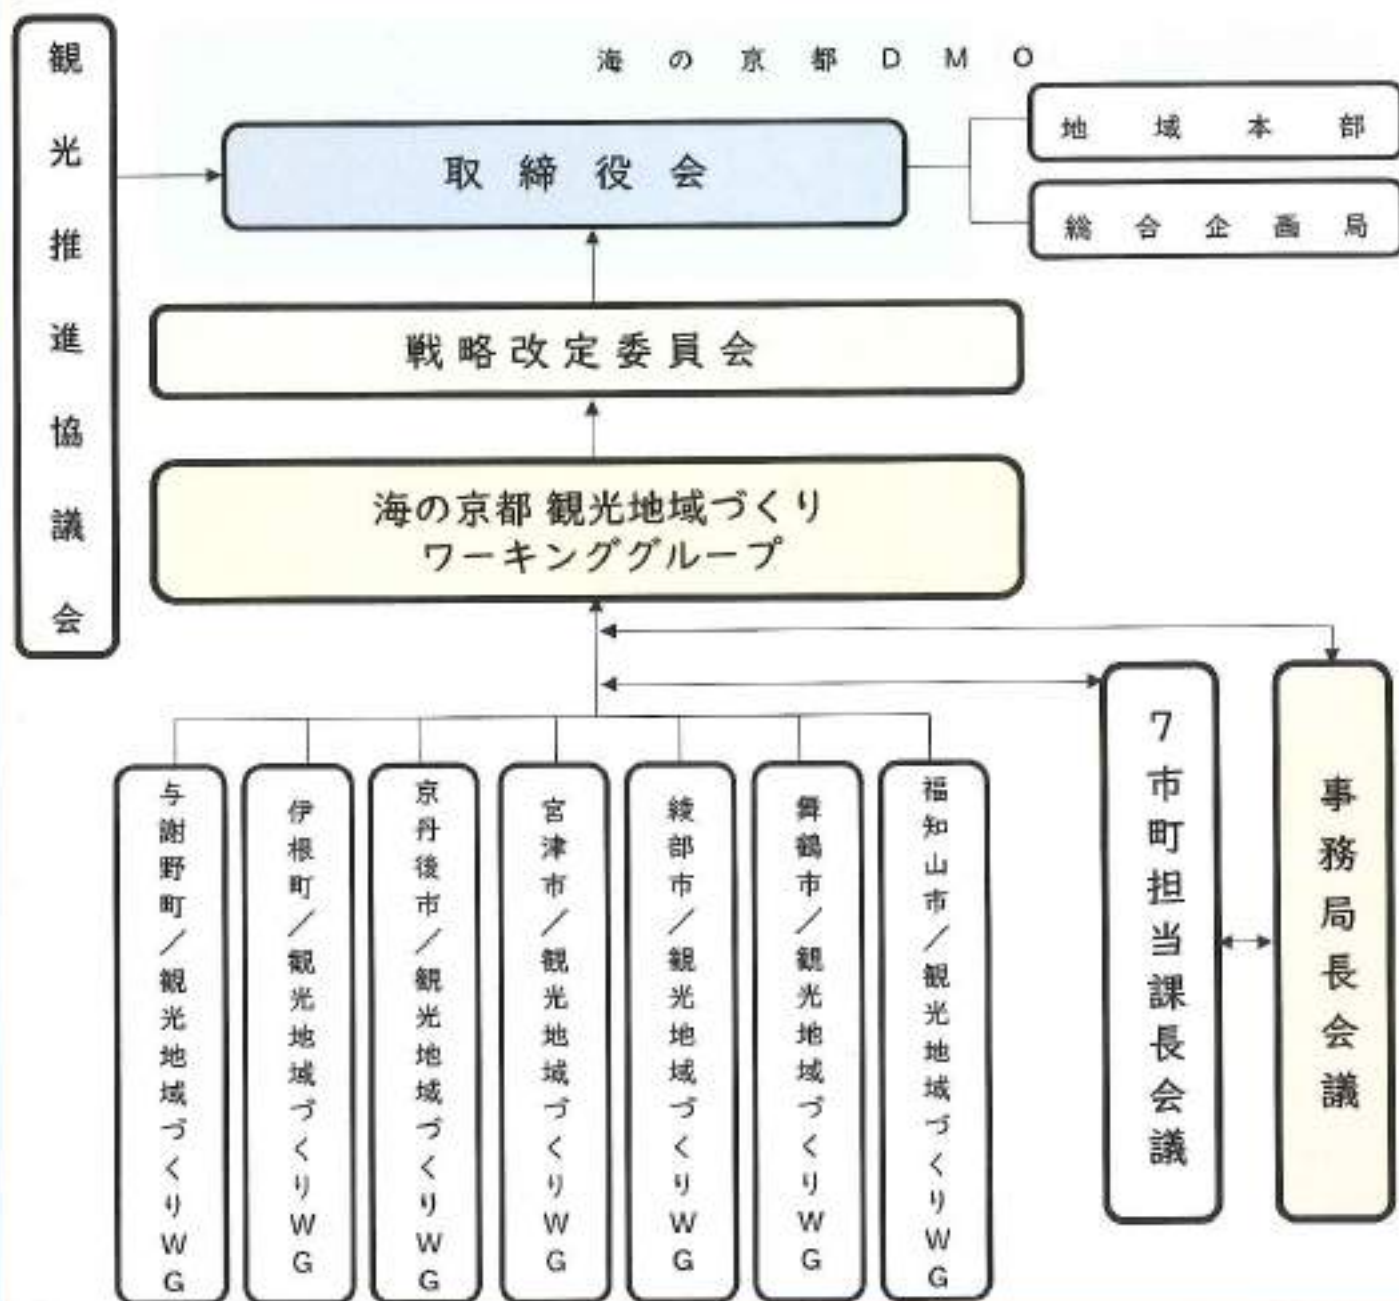 海の京都DMO
観光推進協議会
取締役会
地域本部
総合企画局
戦略改定委員会
海の京都 観光地域づくり
ワーキンググループ
与謝野町／観光地域づくりWG
伊根町／観光地域づくりWG
京丹後市／観光地域づくりWG
宮津市／観光地域づくりWG
綾部市／観光地域づくりWG
舞鶴市／観光地域づくりWG
福知山市／観光地域づくりWG
7市町担当課長会議
事務局長会議